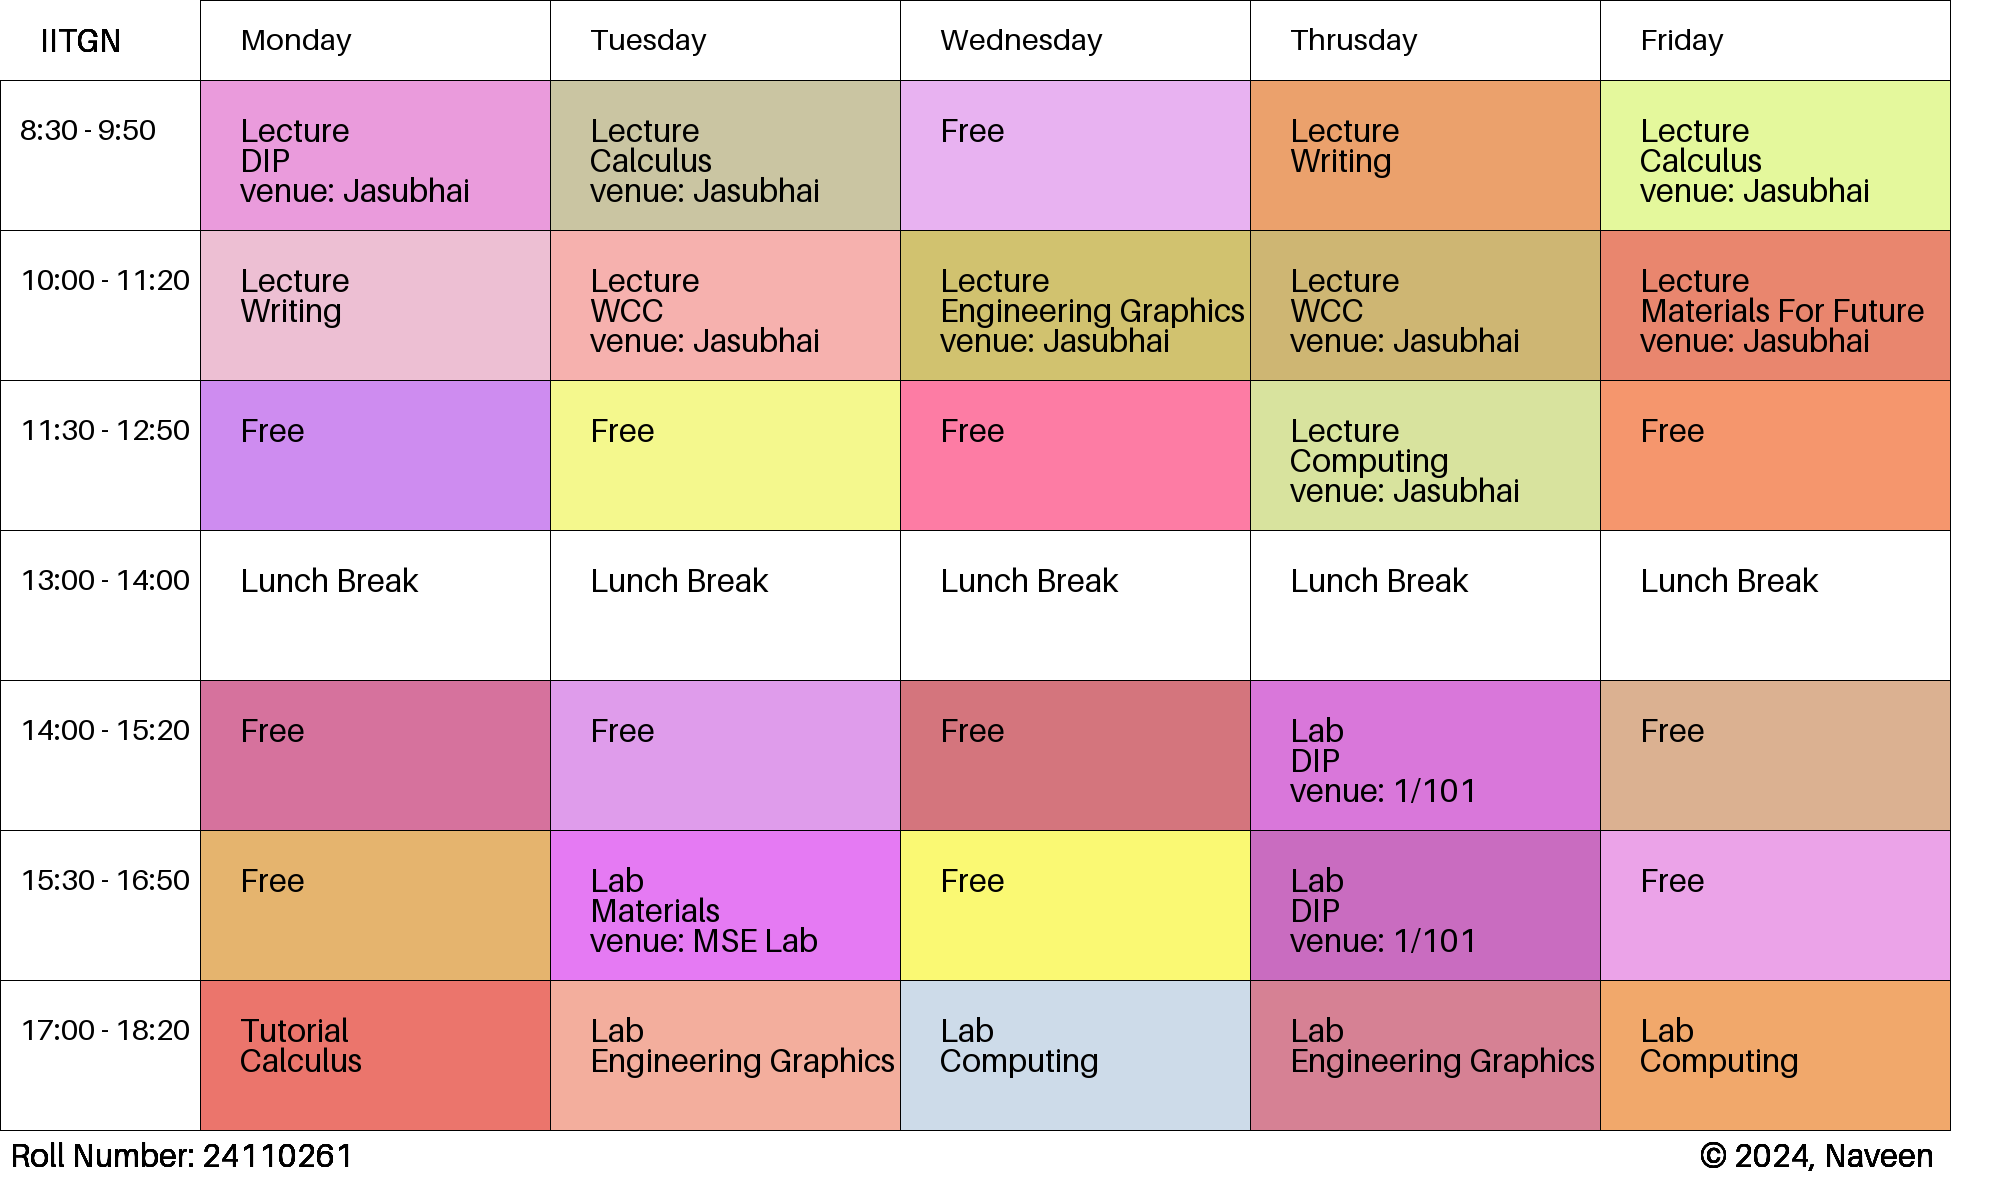 IITGN
Monday
Tuesday
Wednesday
Thrusday
Friday
8:30 - 9:50
Lecture
DIP
venue: Jasubhai
Lecture
Calculus
venue: Jasubhai
Free
Lecture
Writing
Lecture
Calculus
venue: Jasubhai
10:00 - 11:20
Lecture
Writing
Lecture
WCC
venue: Jasubhai
Lecture
Engineering Graphics
venue: Jasubhai
Lecture
WCC
venue: Jasubhai
Lecture
Materials For Future
venue: Jasubhai
11:30 - 12:50
Free
Free
Free
Lecture
Computing
venue: Jasubhai
Free
13:00 - 14:00
Lunch Break
Lunch Break
Lunch Break
Lunch Break
Lunch Break
14:00 - 15:20
Free
Free
Free
Lab
DIP
venue: 1/101
Free
15:30 - 16:50
Free
Lab
Materials
venue: MSE Lab
Free
Lab
DIP
venue: 1/101
Free
17:00 - 18:20
Tutorial
Calculus
Lab
Engineering Graphics
Lab
Computing
Lab
Engineering Graphics
Lab
Computing
Roll Number: 24110261
© 2024, Naveen